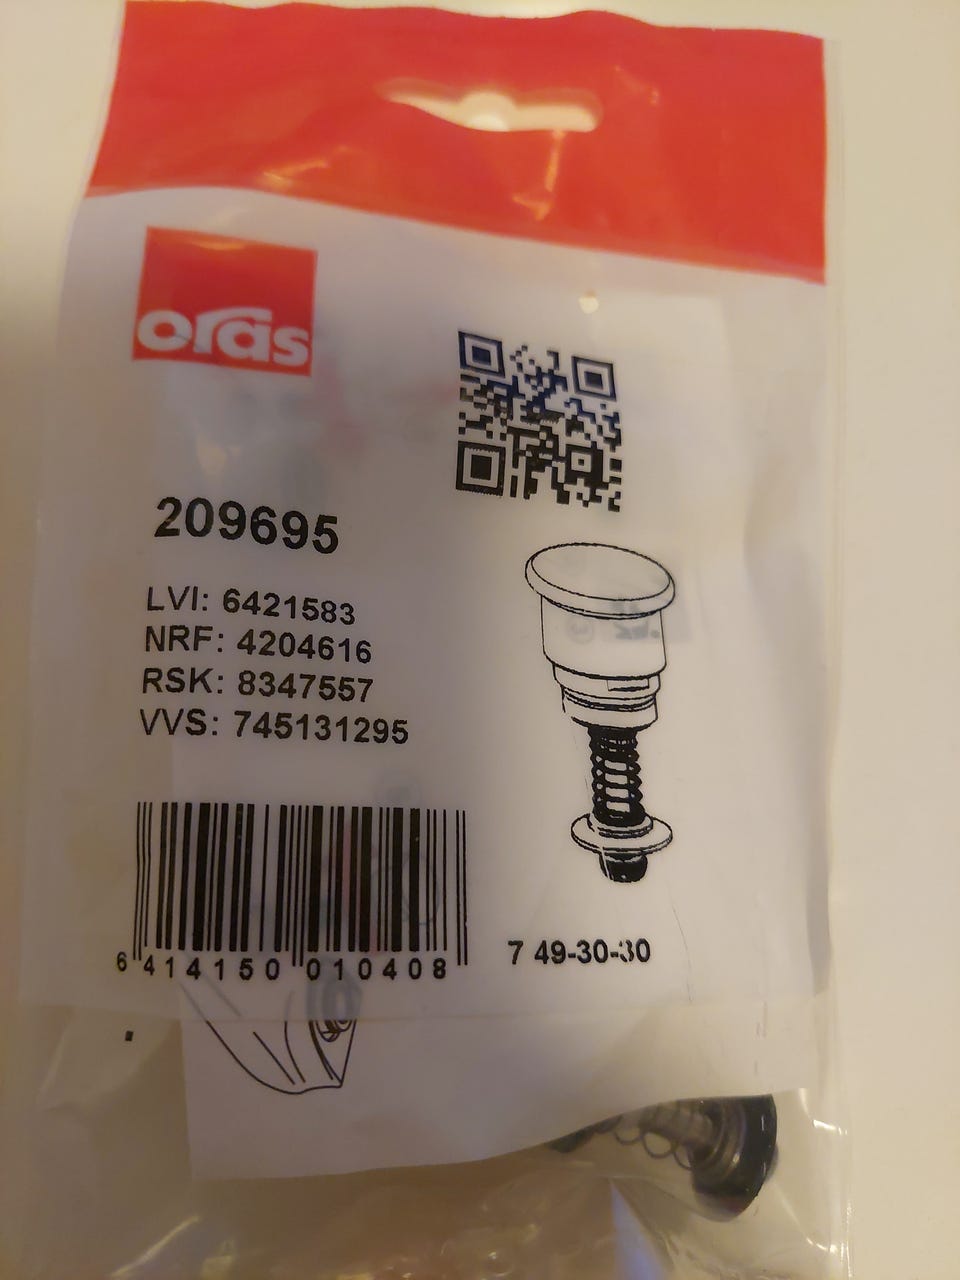 oras
209695
LVI: 6421583
NRF: 4204616
RSK: 8347557
VVS: 745131295
6 414150 010408
7 49-30-30